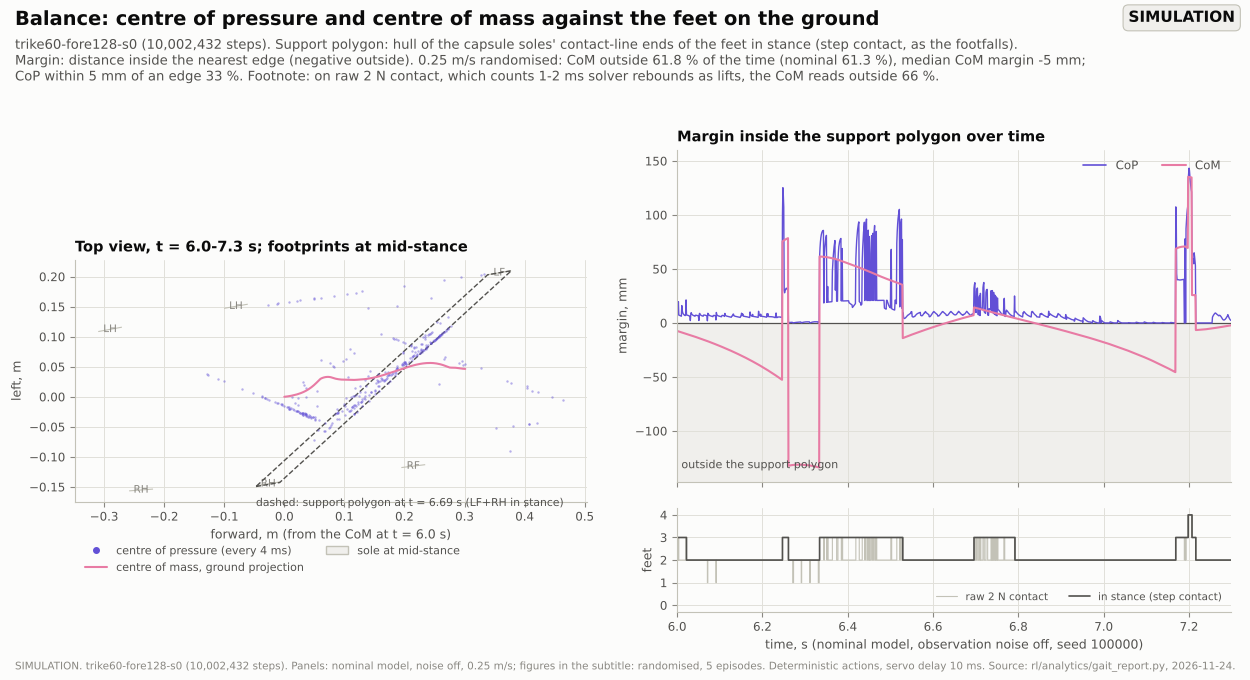 Balance: centre of pressure and centre of mass against the feet on the ground
SIMULATION
trike60-fore128-s0 (10,002,432 steps). Support polygon: hull of the capsule soles' contact-line ends of the feet in stance (step contact, as the footfalls).
Margin: distance inside the nearest edge (negative outside). 0.25 m/s randomised: CoM outside 61.8 % of the time (nominal 61.3 %), median CoM margin -5 mm;
CoP within 5 mm of an edge 33 %. Footnote: on raw 2 N contact, which counts 1-2 ms solver rebounds as lifts, the CoM reads outside 66 %.
Top view, t = 6.0-7.3 s; footprints at mid-stance
left, m
0.20
0.15
0.10
0.05
0.00
−0.05
−0.10
−0.15
LF
LH
LH
RF
RH
RH
dashed: support polygon at t = 6.69 s (LF+RH in stance)
−0.3
−0.2
−0.1
0.0
0.1
0.2
0.3
0.4
0.5
forward, m (from the CoM at t = 6.0 s)
centre of pressure (every 4 ms)
sole at mid-stance
centre of mass, ground projection
Margin inside the support polygon over time
margin, mm
150
100
50
0
−50
−100
CoP
CoM
outside the support polygon
feet
4
3
2
1
0
raw 2 N contact
in stance (step contact)
6.0
6.2
6.4
6.6
6.8
7.0
7.2
time, s (nominal model, observation noise off, seed 100000)
SIMULATION. trike60-fore128-s0 (10,002,432 steps). Panels: nominal model, noise off, 0.25 m/s; figures in the subtitle: randomised, 5 episodes. Deterministic actions, servo delay 10 ms. Source: rl/analytics/gait_report.py, 2026-11-24.